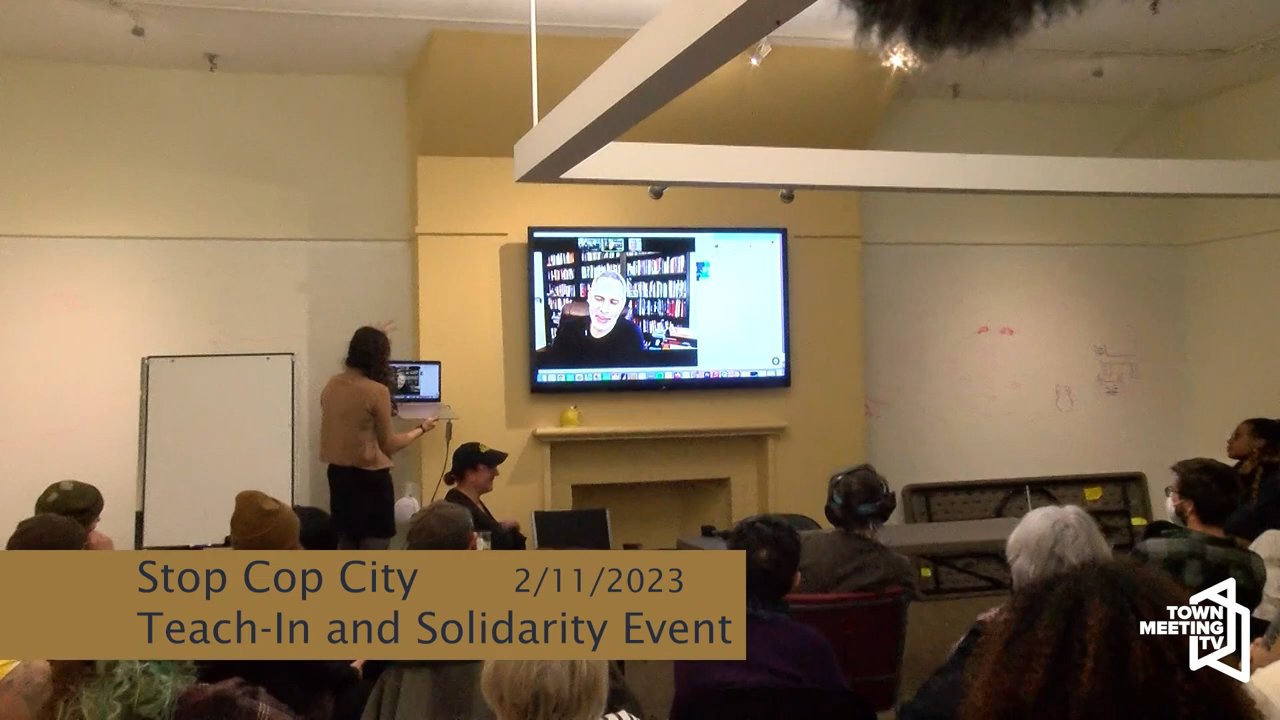 Stop Cop City 2/11/2023
Teach-In and Solidarity Event
TOWN
MEETING
TV